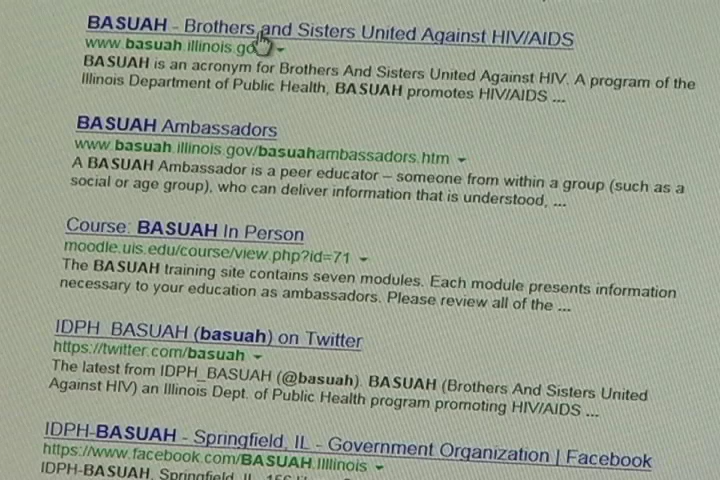 BASUAH - Brothers and Sisters United Against HIV/AIDS
www.basuah.illinois.go
BASUAH is an acronym for Brothers And Sisters United Against HIV. A program of the
Illinois Department of Public Health, BASUAH promotes HIV/AIDS ...
BASUAH Ambassadors
www.basuah.illinois.gov/basuahambassadors.htm
A BASUAH Ambassador is a peer educator – someone from within a group (such as a
social or age group), who can deliver information that is understood, ...
Course: BASUAH In Person
moodle.uis.edu/course/view.php?id=71
The BASUAH training site contains seven modules. Each module presents information
necessary to your education as ambassadors. Please review all of the ...
IDPH_BASUAH (basuah) on Twitter
https://twitter.com/basuah
The latest from IDPH_BASUAH (@basuah). BASUAH (Brothers And Sisters United
Against HIV) an Illinois Dept. of Public Health program promoting HIV/AIDS ...
IDPH-BASUAH - Springfield, IL - Government Organization | Facebook
https://www.facebook.com/BASUAH.Illlinois
IDPH-BASUAH, Springfield, IL.